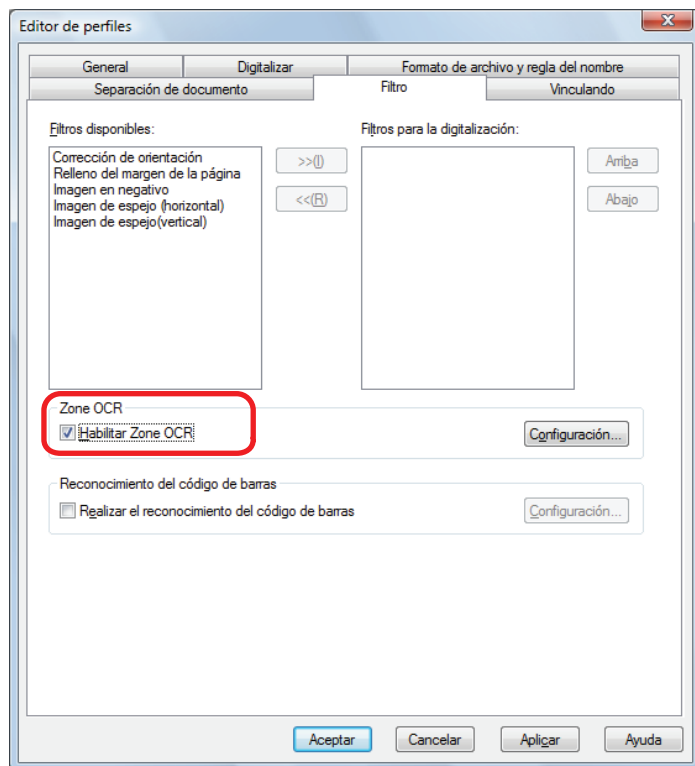 Editor de perfiles
General Digitalizar Formato de archivo y regla del nombre
Separación de documento Filtro Vinculando
Filtros disponibles: Filtros para la digitalización:
Corrección de orientación
Relleno del margen de la página
Imagen en negativo
Imagen de espejo (horizontal)
Imagen de espejo(vertical)
>>(I)
<<(R)
Arriba
Abajo
Zone OCR
Habilitar Zone OCR Configuración...
Reconocimiento del código de barras
Realizar el reconocimiento del código de barras Configuración...
Aceptar Cancelar Aplicar Ayuda